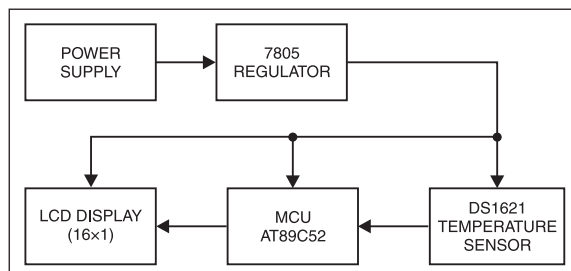 POWER
SUPPLY
7805
REGULATOR
LCD DISPLAY
(16×1)
MCU
AT89C52
DS1621
TEMPERATURE
SENSOR